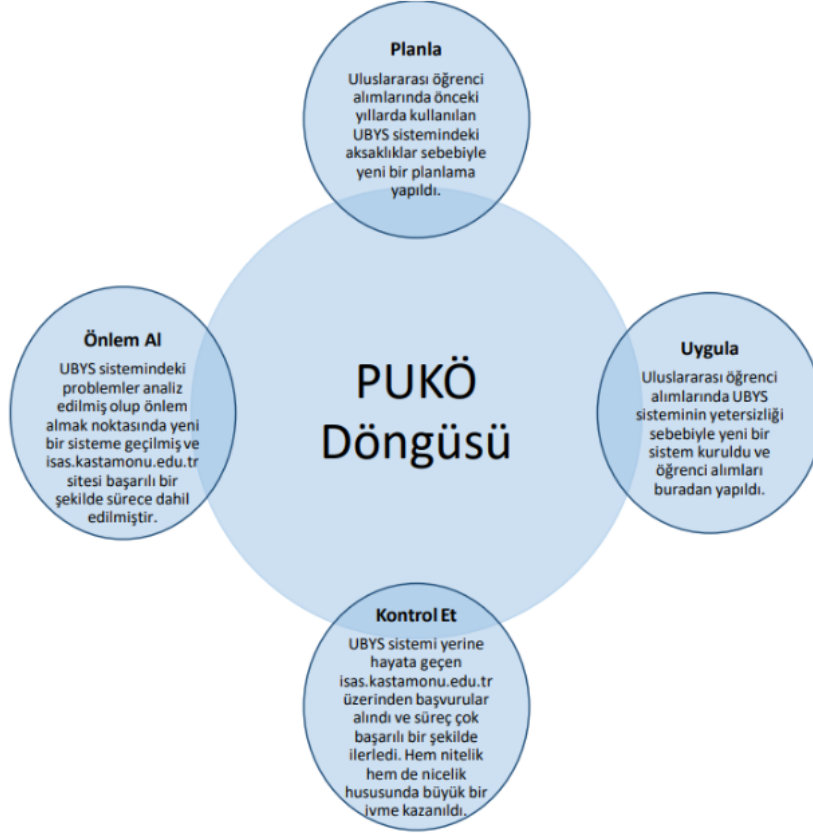 Planla
Uluslararası öğrenci
alımlarında önceki
yıllarda kullanılan
UBYS sistemindeki
aksaklıklar sebebiyle
yeni bir planlama
yapıldı.
Önlem Al
UBYS sistemindeki
problemler analiz
edilmiş olup önlem
almak noktasında yeni
bir sisteme geçilmiş ve
isas.kastamonu.edu.tr
sitesi başarılı bir
şekilde sürece dahil
edilmiştir.
PUKÖ
Döngüsü
Uygula
Uluslararası öğrenci
alımlarında UBYS
sisteminin yetersizliği
sebebiyle yeni bir
sistem kuruldu ve
öğrenci alımları
buradan yapıldı.
Kontrol Et
UBYS sistemi yerine
hayata geçen
isas.kastamonu.edu.tr
üzerinden başvurular
alındı ve süreç çok
başarılı bir şekilde
ilerledi. Hem nitelik
hem de nicelik
hususunda büyük bir
ivme kazanıldı.